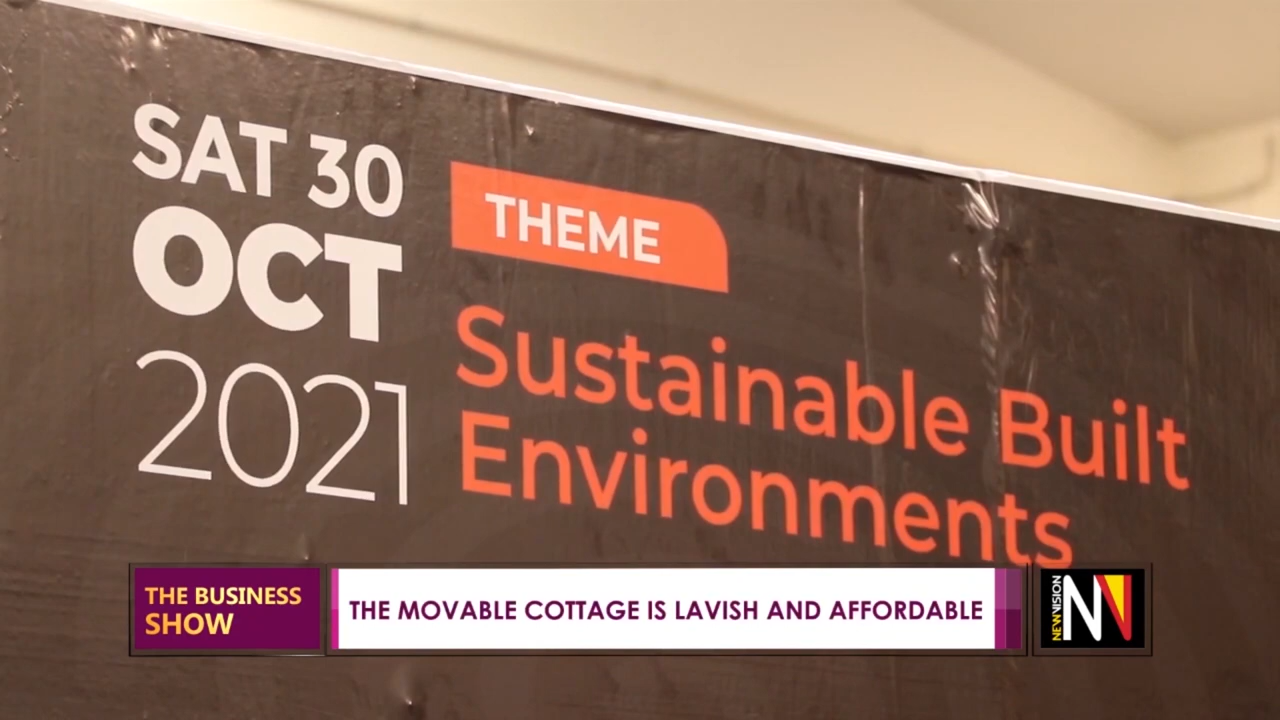 SAT 30
OCT
2021
THEME
Sustainable Built
Environments
THE BUSINESS
SHOW
THE MOVABLE COTTAGE IS LAVISH AND AFFORDABLE
NEW VISION
N